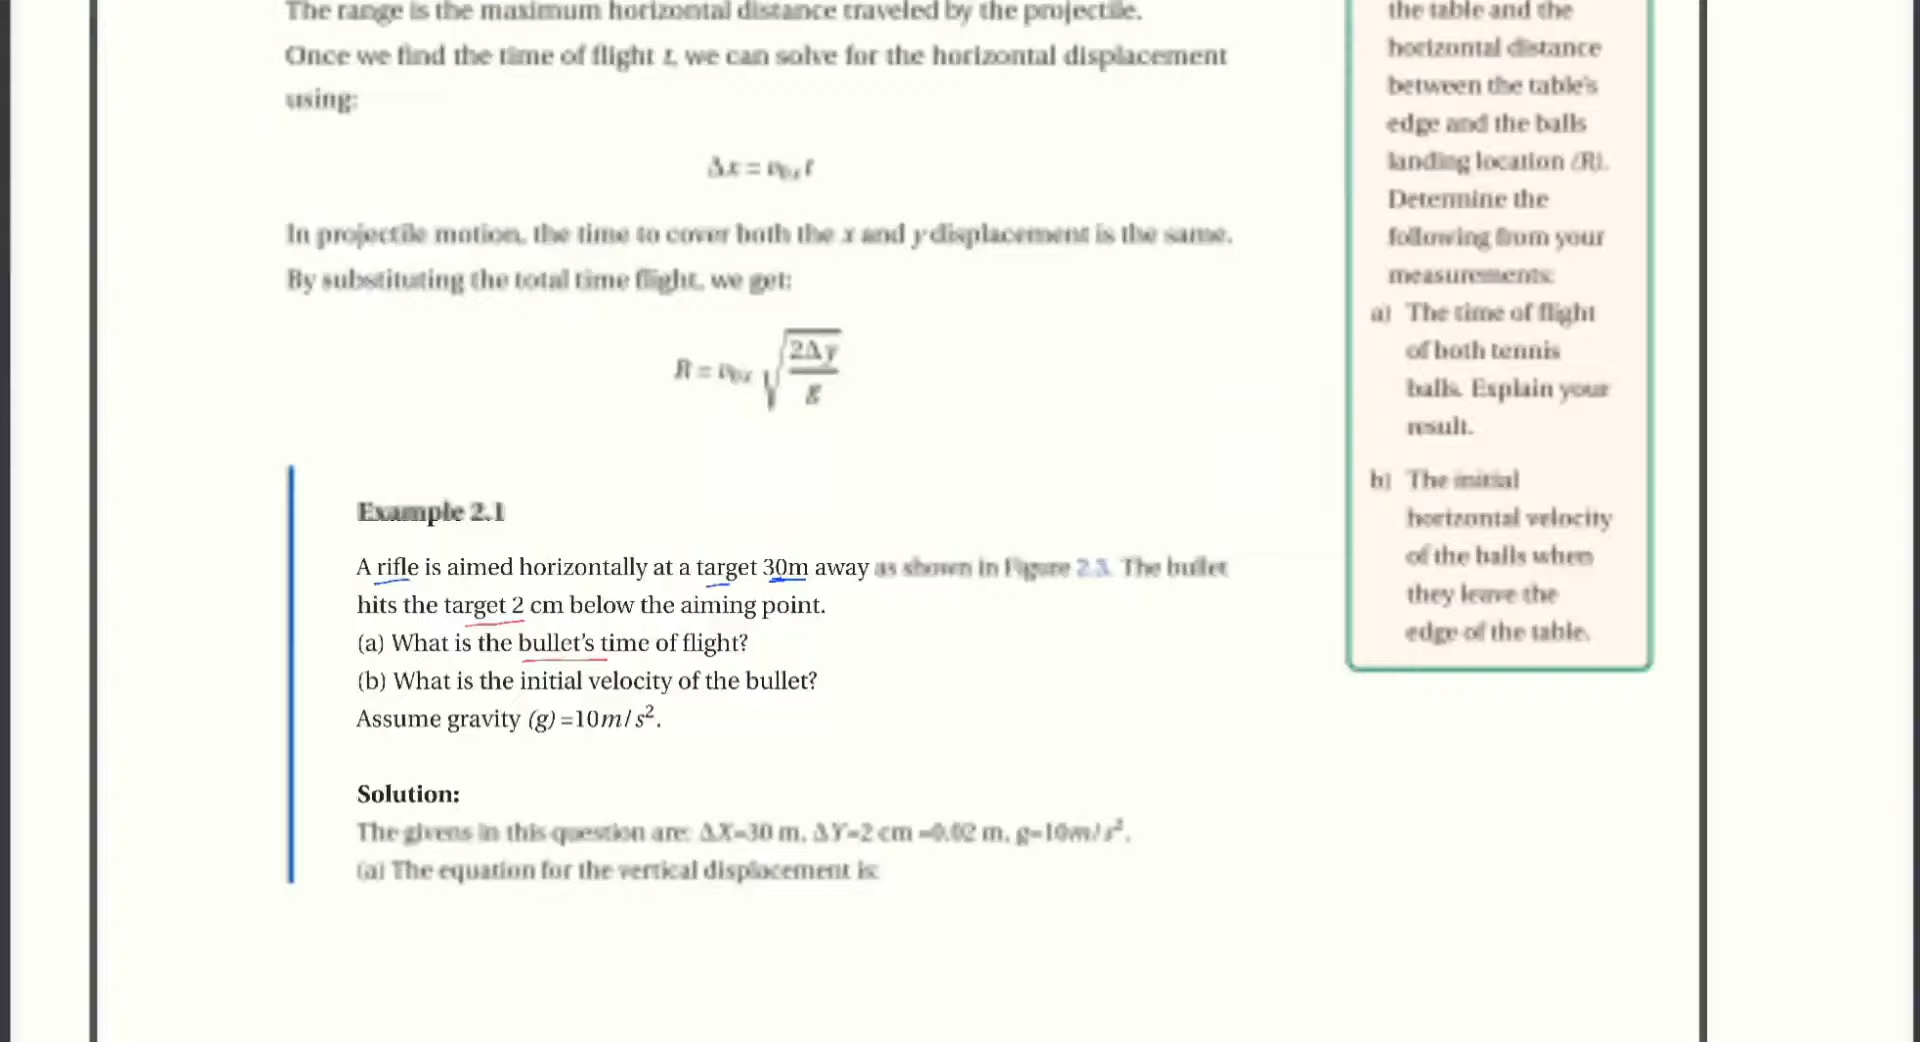 The range is the maximum horizontal distance traveled by the projectile.
Once we find the time of flight t, we can solve for the horizontal displacement
using:
Δx = v₀ₓt
In projectile motion, the time to cover both the x and y displacement is the same.
By substituting the total time flight, we get:
R = v₀ₓ √(2Δy/g)
Example 2.1
A rifle is aimed horizontally at a target 30m away as shown in Figure 2.3. The bullet
hits the target 2 cm below the aiming point.
(a) What is the bullet's time of flight?
(b) What is the initial velocity of the bullet?
Assume gravity (g) =10m/s².
Solution:
The givens in this question are: ΔX=30 m, ΔY=2 cm =0.02 m, g=10m/s².
(a) The equation for the vertical displacement is:
the table and the
horizontal distance
between the table's
edge and the balls
landing location (R).
Determine the
following from your
measurements:
a) The time of flight
of both tennis
balls. Explain your
result.
b) The initial
horizontal velocity
of the balls when
they leave the
edge of the table.